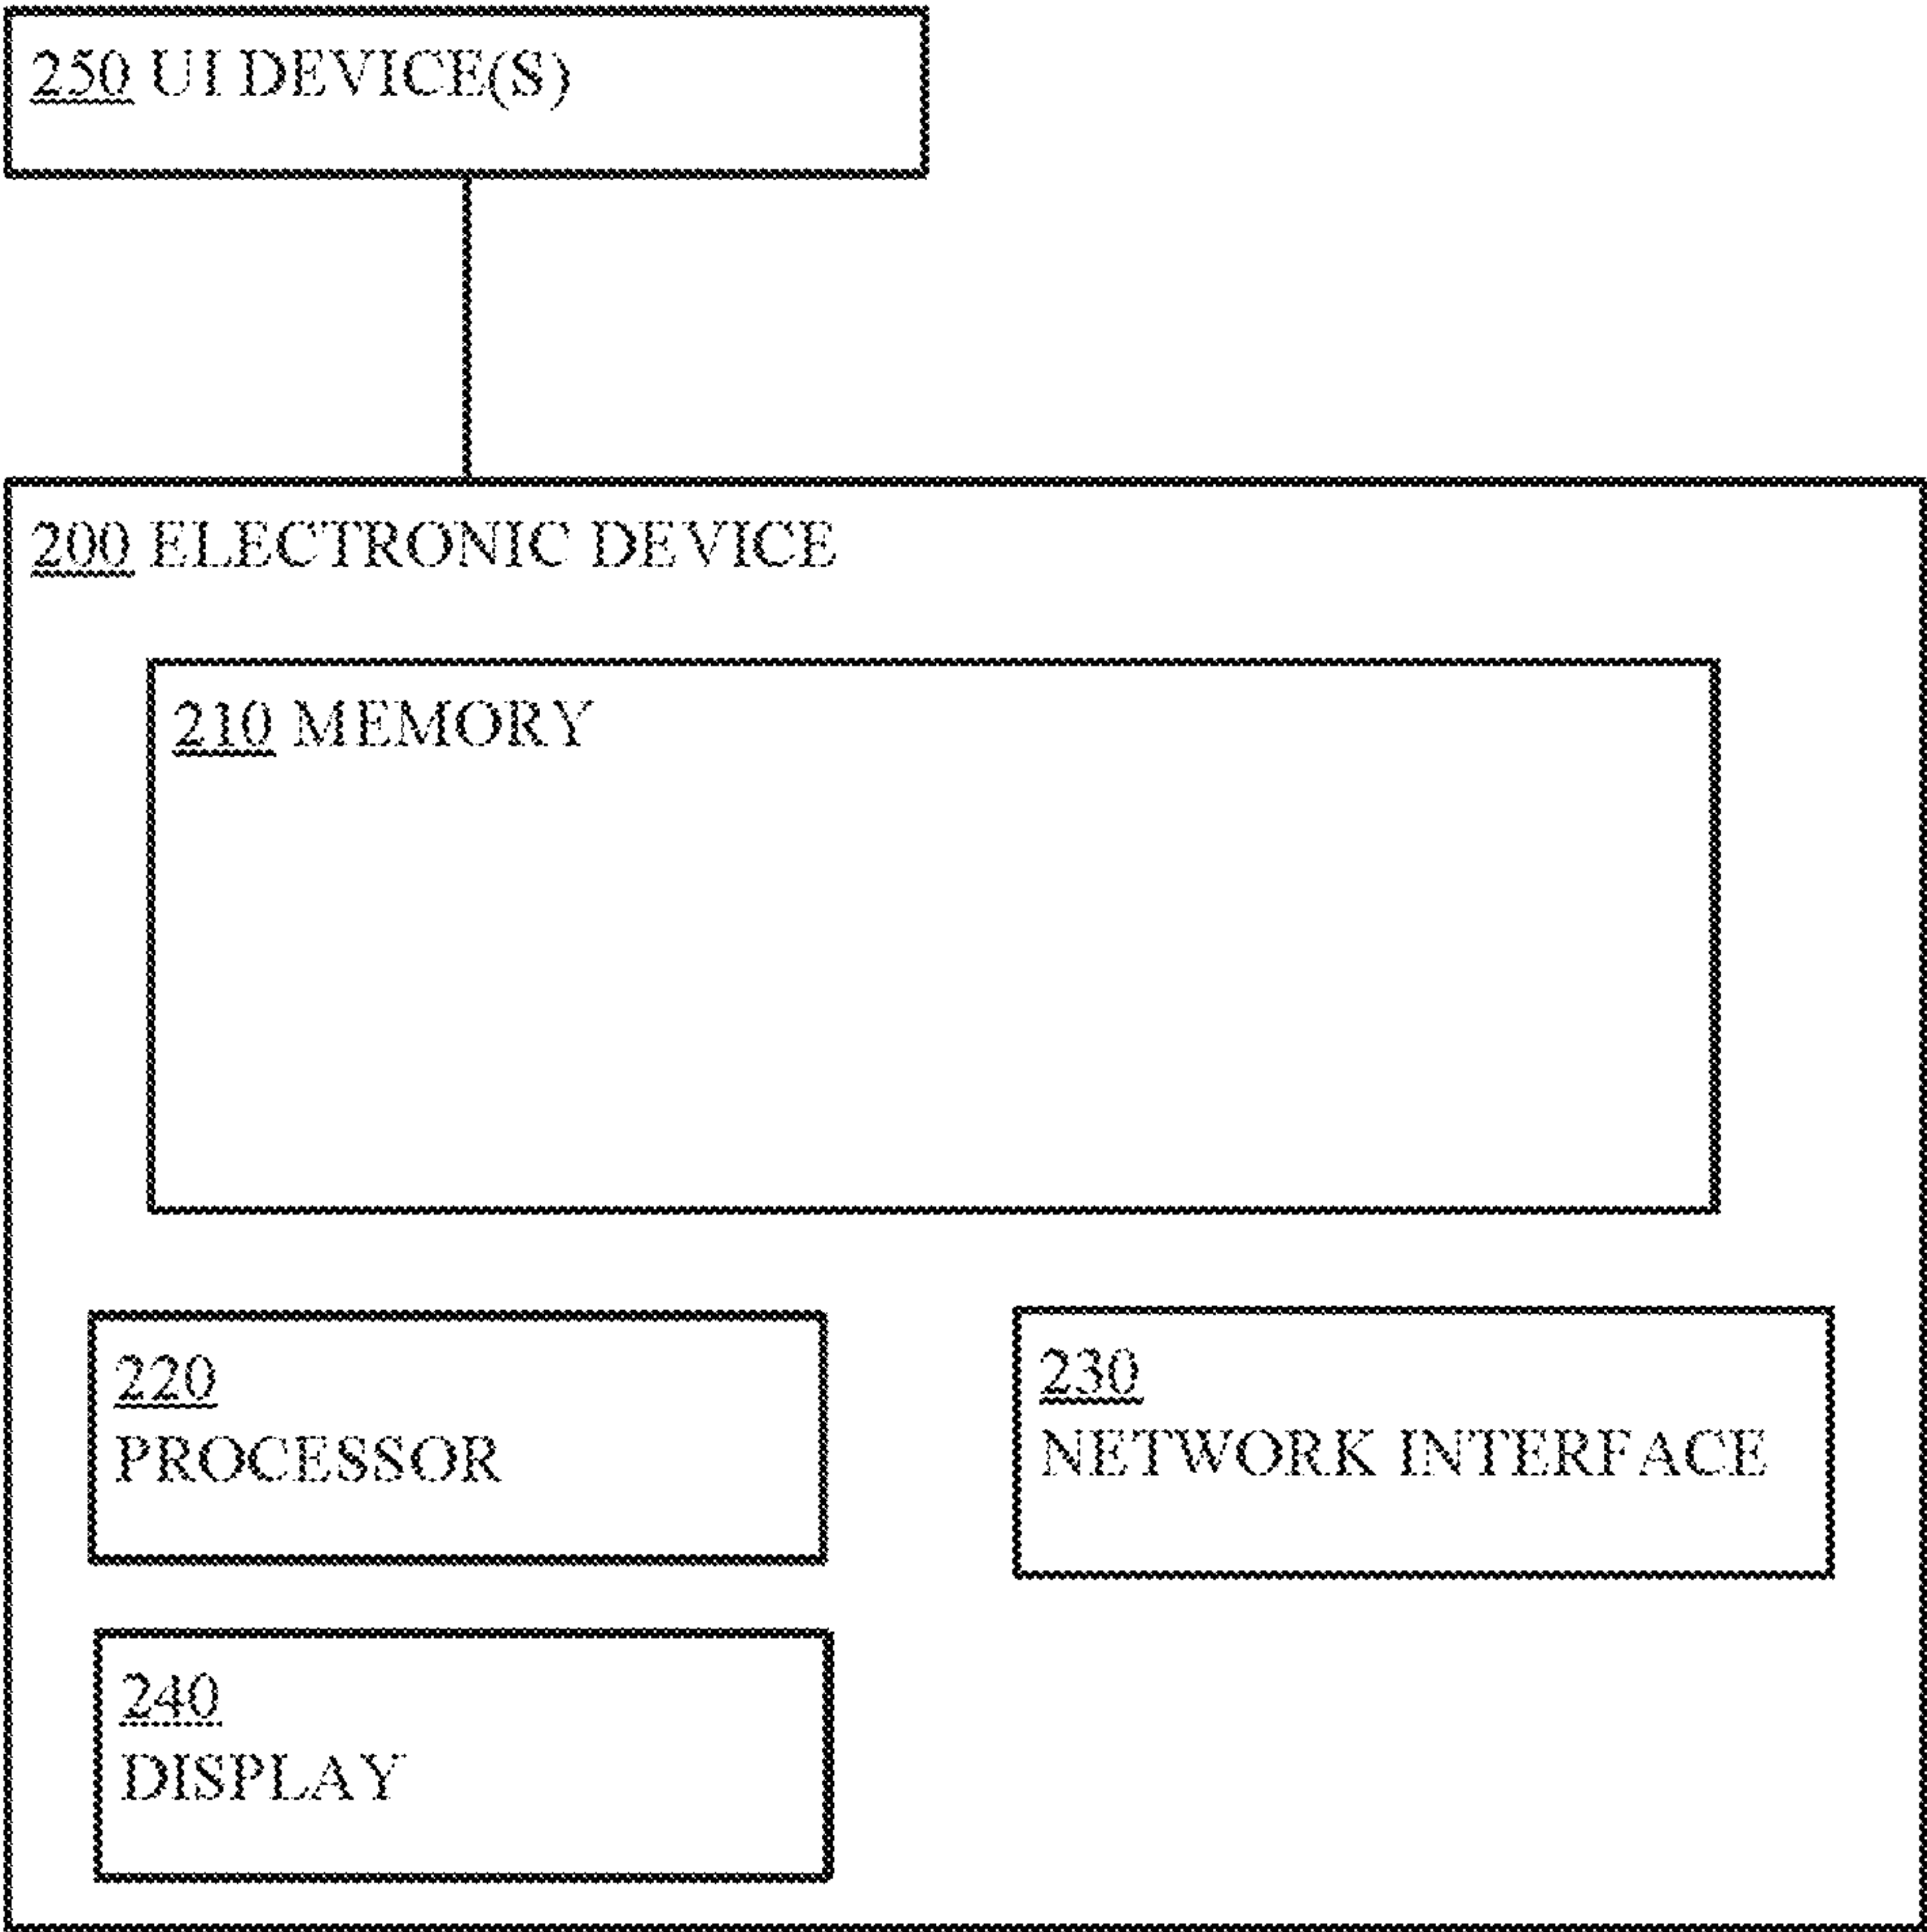 250 UI DEVICE(S)
200 ELECTRONIC DEVICE
210 MEMORY
220
PROCESSOR
230
NETWORK INTERFACE
240
DISPLAY